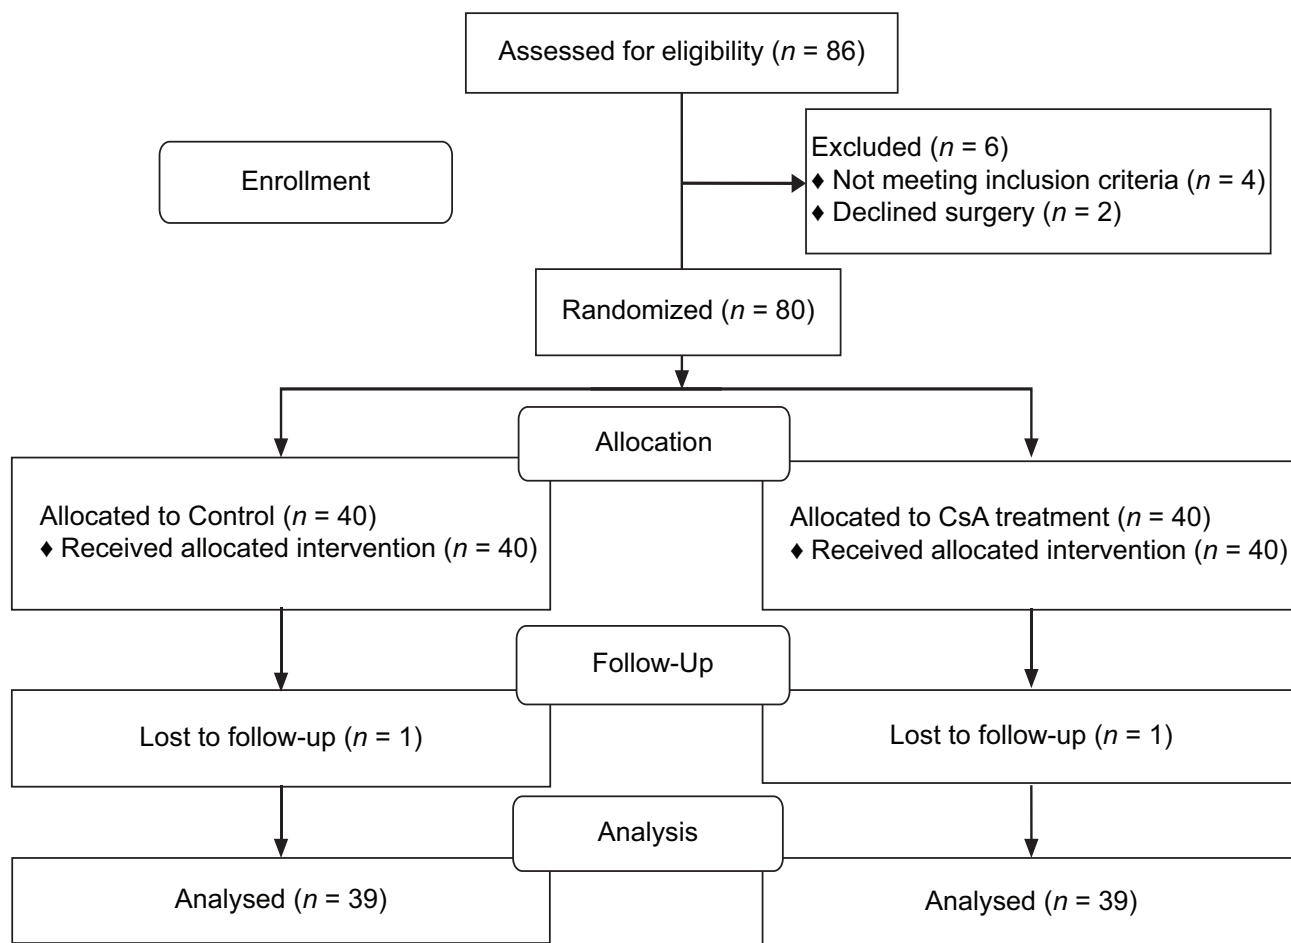 Assessed for eligibility (n = 86)
Enrollment
Excluded (n = 6)
♦ Not meeting inclusion criteria (n = 4)
♦ Declined surgery (n = 2)
Randomized (n = 80)
Allocation
Allocated to Control (n = 40)
♦ Received allocated intervention (n = 40)
Allocated to CsA treatment (n = 40)
♦ Received allocated intervention (n = 40)
Follow-Up
Lost to follow-up (n = 1)
Lost to follow-up (n = 1)
Analysis
Analysed (n = 39)
Analysed (n = 39)